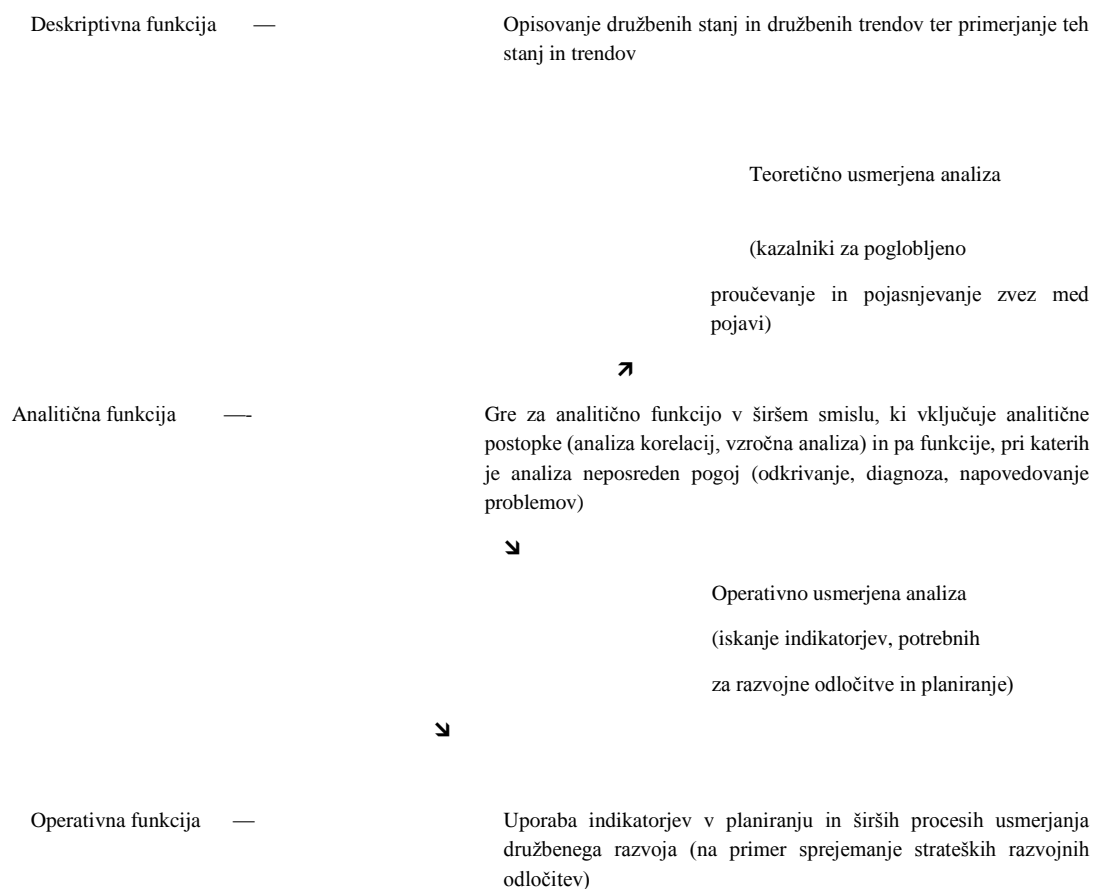 Deskriptivna funkcija — Opisovanje družbenih stanj in družbenih trendov ter primerjanje teh
stanj in trendov
Teoretično usmerjena analiza
(kazalniki za poglobljeno
proučevanje in pojasnjevanje zvez med
pojavi)
Analitična funkcija —- Gre za analitično funkcijo v širšem smislu, ki vključuje analitične
postopke (analiza korelacij, vzročna analiza) in pa funkcije, pri katerih
je analiza neposreden pogoj (odkrivanje, diagnoza, napovedovanje
problemov)
Operativno usmerjena analiza
(iskanje indikatorjev, potrebnih
za razvojne odločitve in planiranje)
Operativna funkcija — Uporaba indikatorjev v planiranju in širših procesih usmerjanja
družbenega razvoja (na primer sprejemanje strateških razvojnih
odločitev)